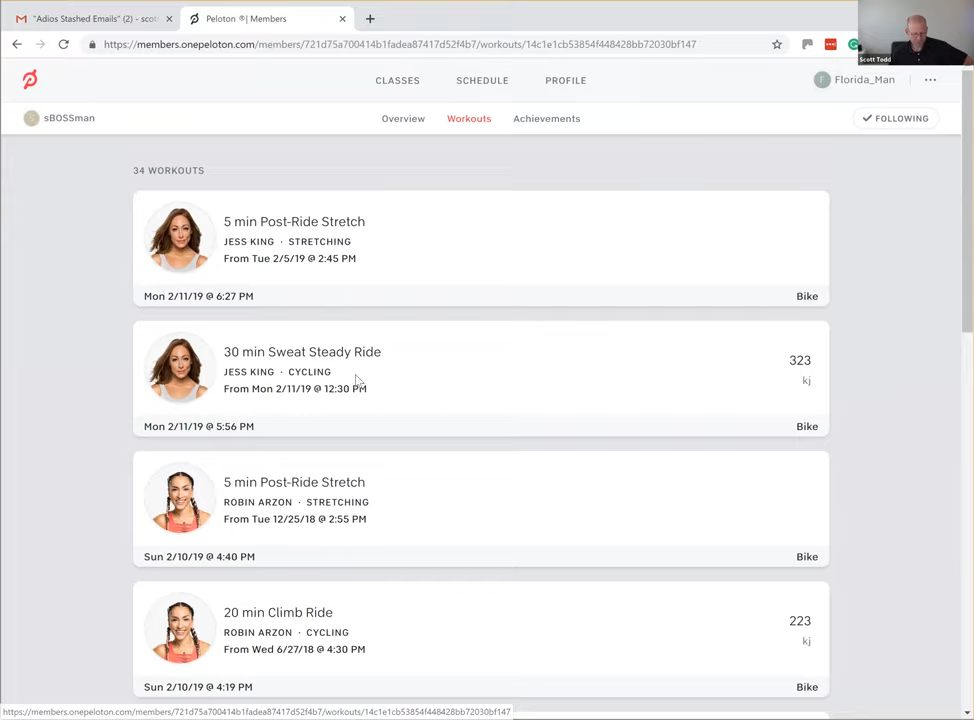 "Adios Stashed Emails" (2) - scot
Peloton ®| Members
https://members.onepeloton.com/members/721d75a700414b1fadea87417d52f4b7/workouts/14c1e1cb53854f448428bb72030bf147
Scott Todd
CLASSES
SCHEDULE
PROFILE
F
Florida_Man
S
sBOSSman
Overview
Workouts
Achievements
FOLLOWING
34 WORKOUTS
5 min Post-Ride Stretch
JESS KING · STRETCHING
From Tue 2/5/19 @ 2:45 PM
Mon 2/11/19 @ 6:27 PM
Bike
30 min Sweat Steady Ride
JESS KING · CYCLING
From Mon 2/11/19 @ 12:30 PM
323
kj
Mon 2/11/19 @ 5:56 PM
Bike
5 min Post-Ride Stretch
ROBIN ARZON · STRETCHING
From Tue 12/25/18 @ 2:55 PM
Sun 2/10/19 @ 4:40 PM
Bike
20 min Climb Ride
ROBIN ARZON · CYCLING
From Wed 6/27/18 @ 4:30 PM
223
kj
Sun 2/10/19 @ 4:19 PM
Bike
https://members.onepeloton.com/members/721d75a700414b1fadea87417d52f4b7/workouts/14c1e1cb53854f448428bb72030bf147